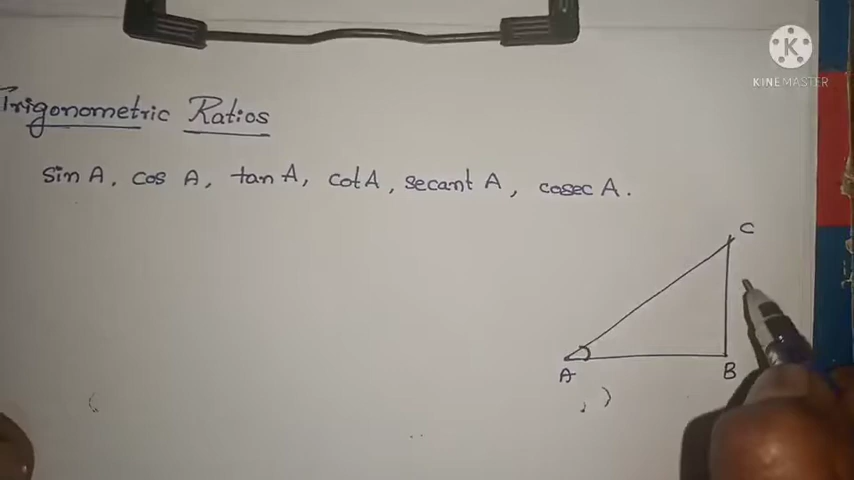 K
KINEMASTER
Trigonometric Ratios
sin A, cos A, tan A, cot A, secant A, cosec A.
C
A
B